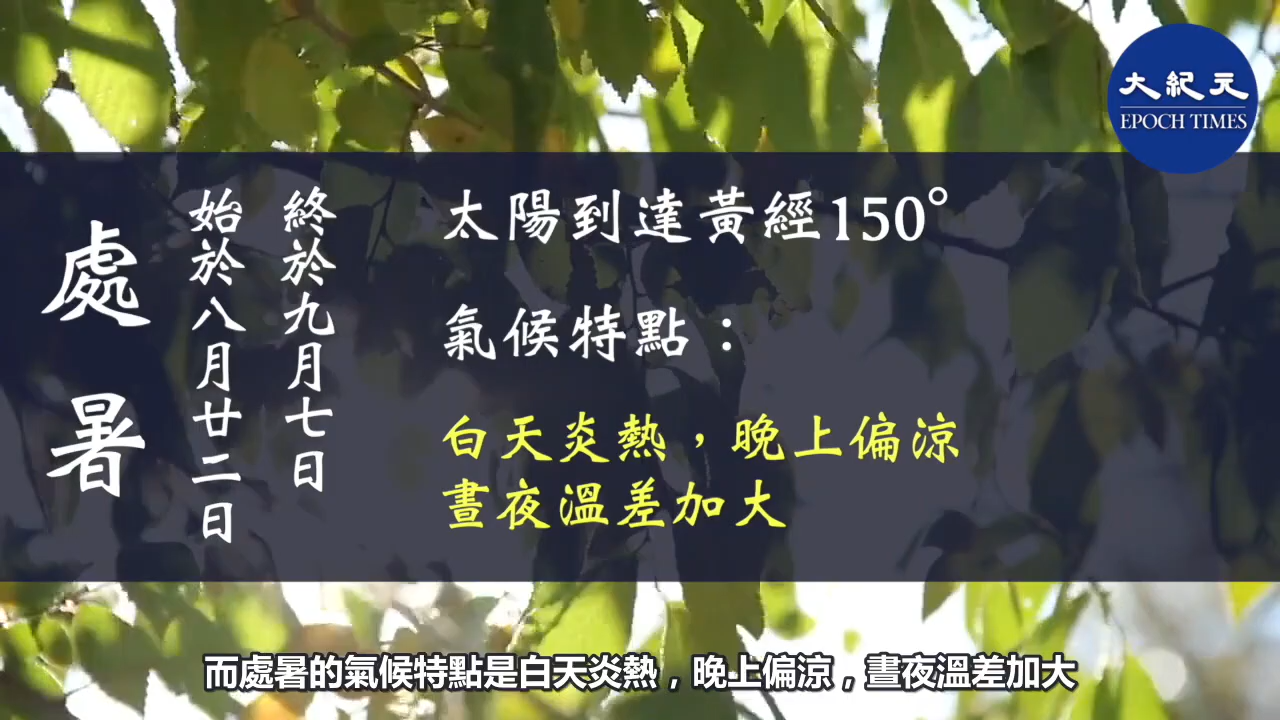 大紀元
EPOCH TIMES
處暑
始於八月廿二日
終於九月七日
太陽到達黃經150°
氣候特點：
白天炎熱，晚上偏涼
晝夜溫差加大
而處暑的氣候特點是白天炎熱，晚上偏涼，晝夜溫差加大